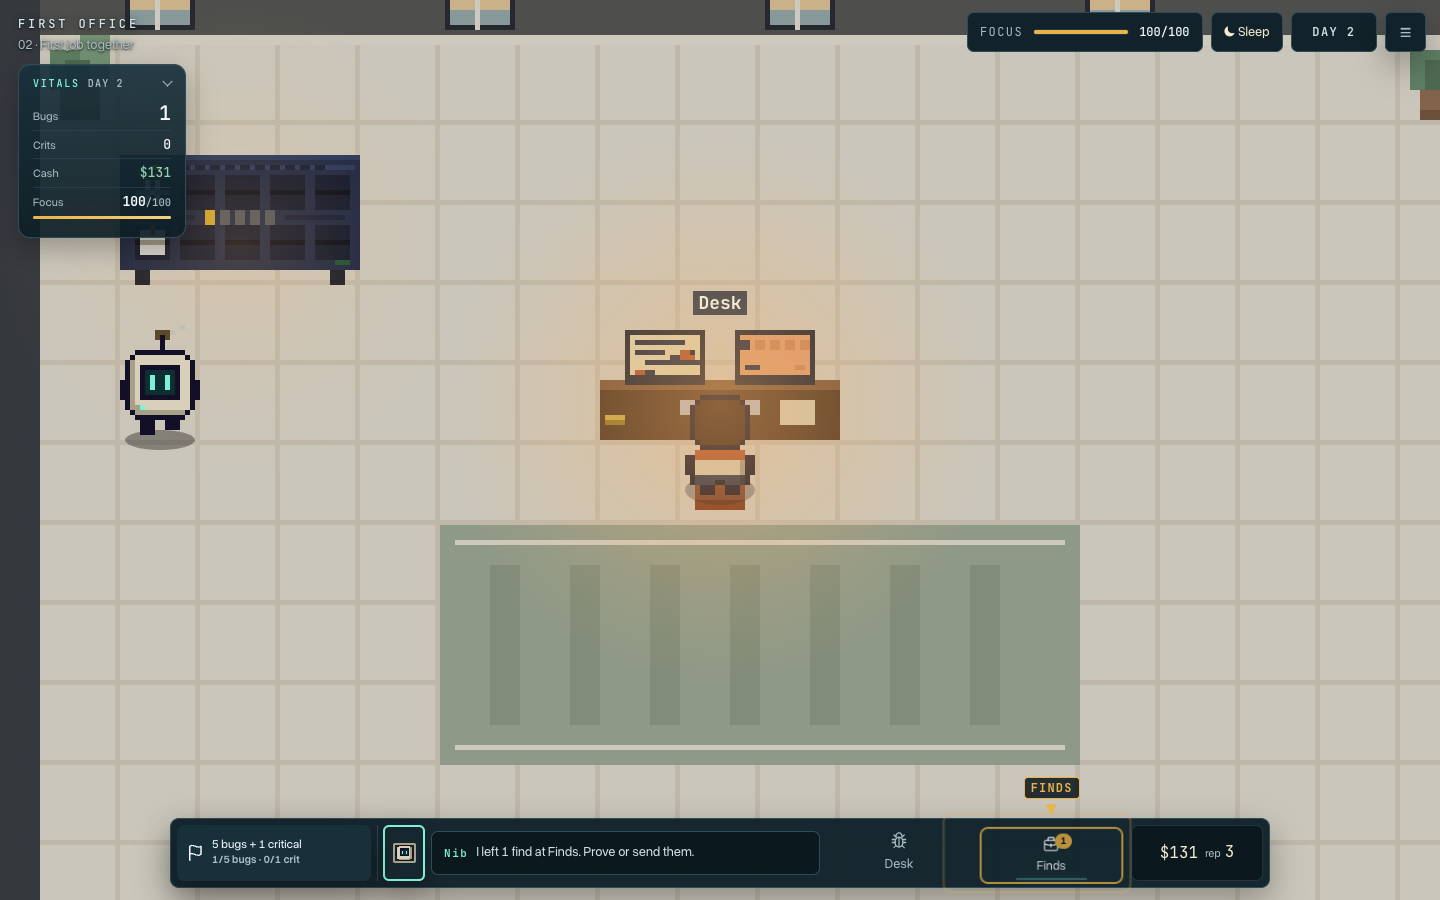 FIRST OFFICE
02 · First job together
FOCUS 100/100
Sleep
DAY 2
VITALS DAY 2
Bugs 1
Crits 0
Cash $131
Focus 100/100
Desk
FINDS
5 bugs + 1 critical
1/5 bugs · 0/1 crit
Nib I left 1 find at Finds. Prove or send them.
Desk
1
Finds
$131 rep 3